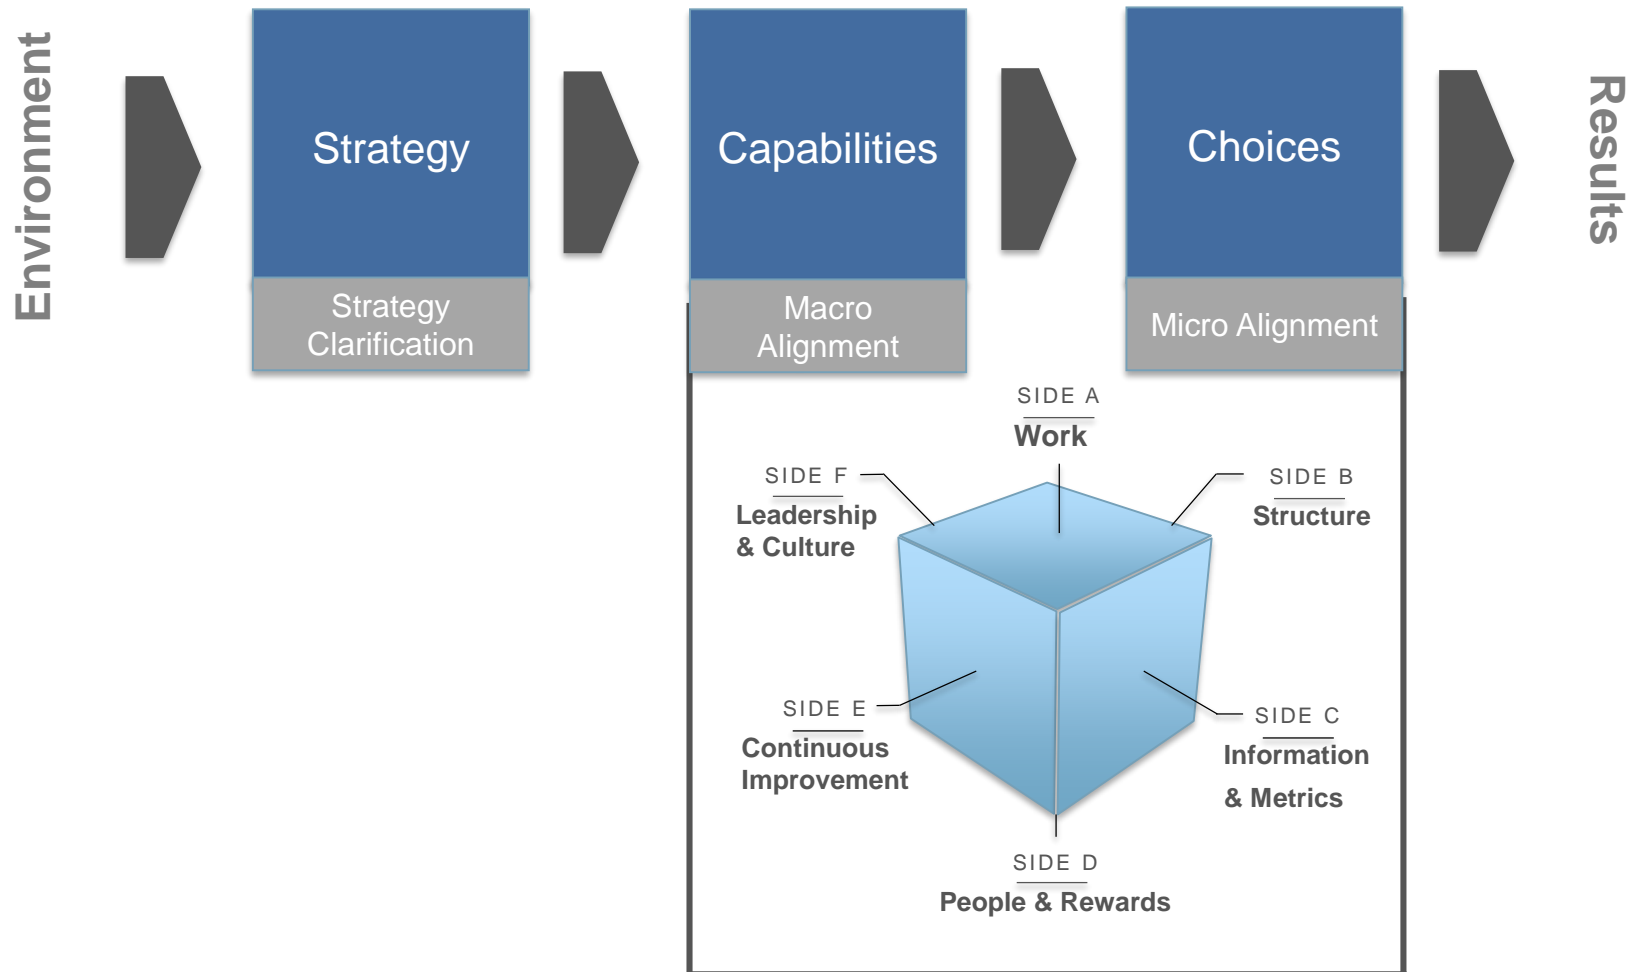 Environment
Strategy
Strategy
Clarification
Capabilities
Macro
Alignment
Choices
Micro Alignment
Results
SIDE A
Work
SIDE F
Leadership
& Culture
SIDE B
Structure
SIDE E
Continuous
Improvement
SIDE C
Information
& Metrics
SIDE D
People & Rewards